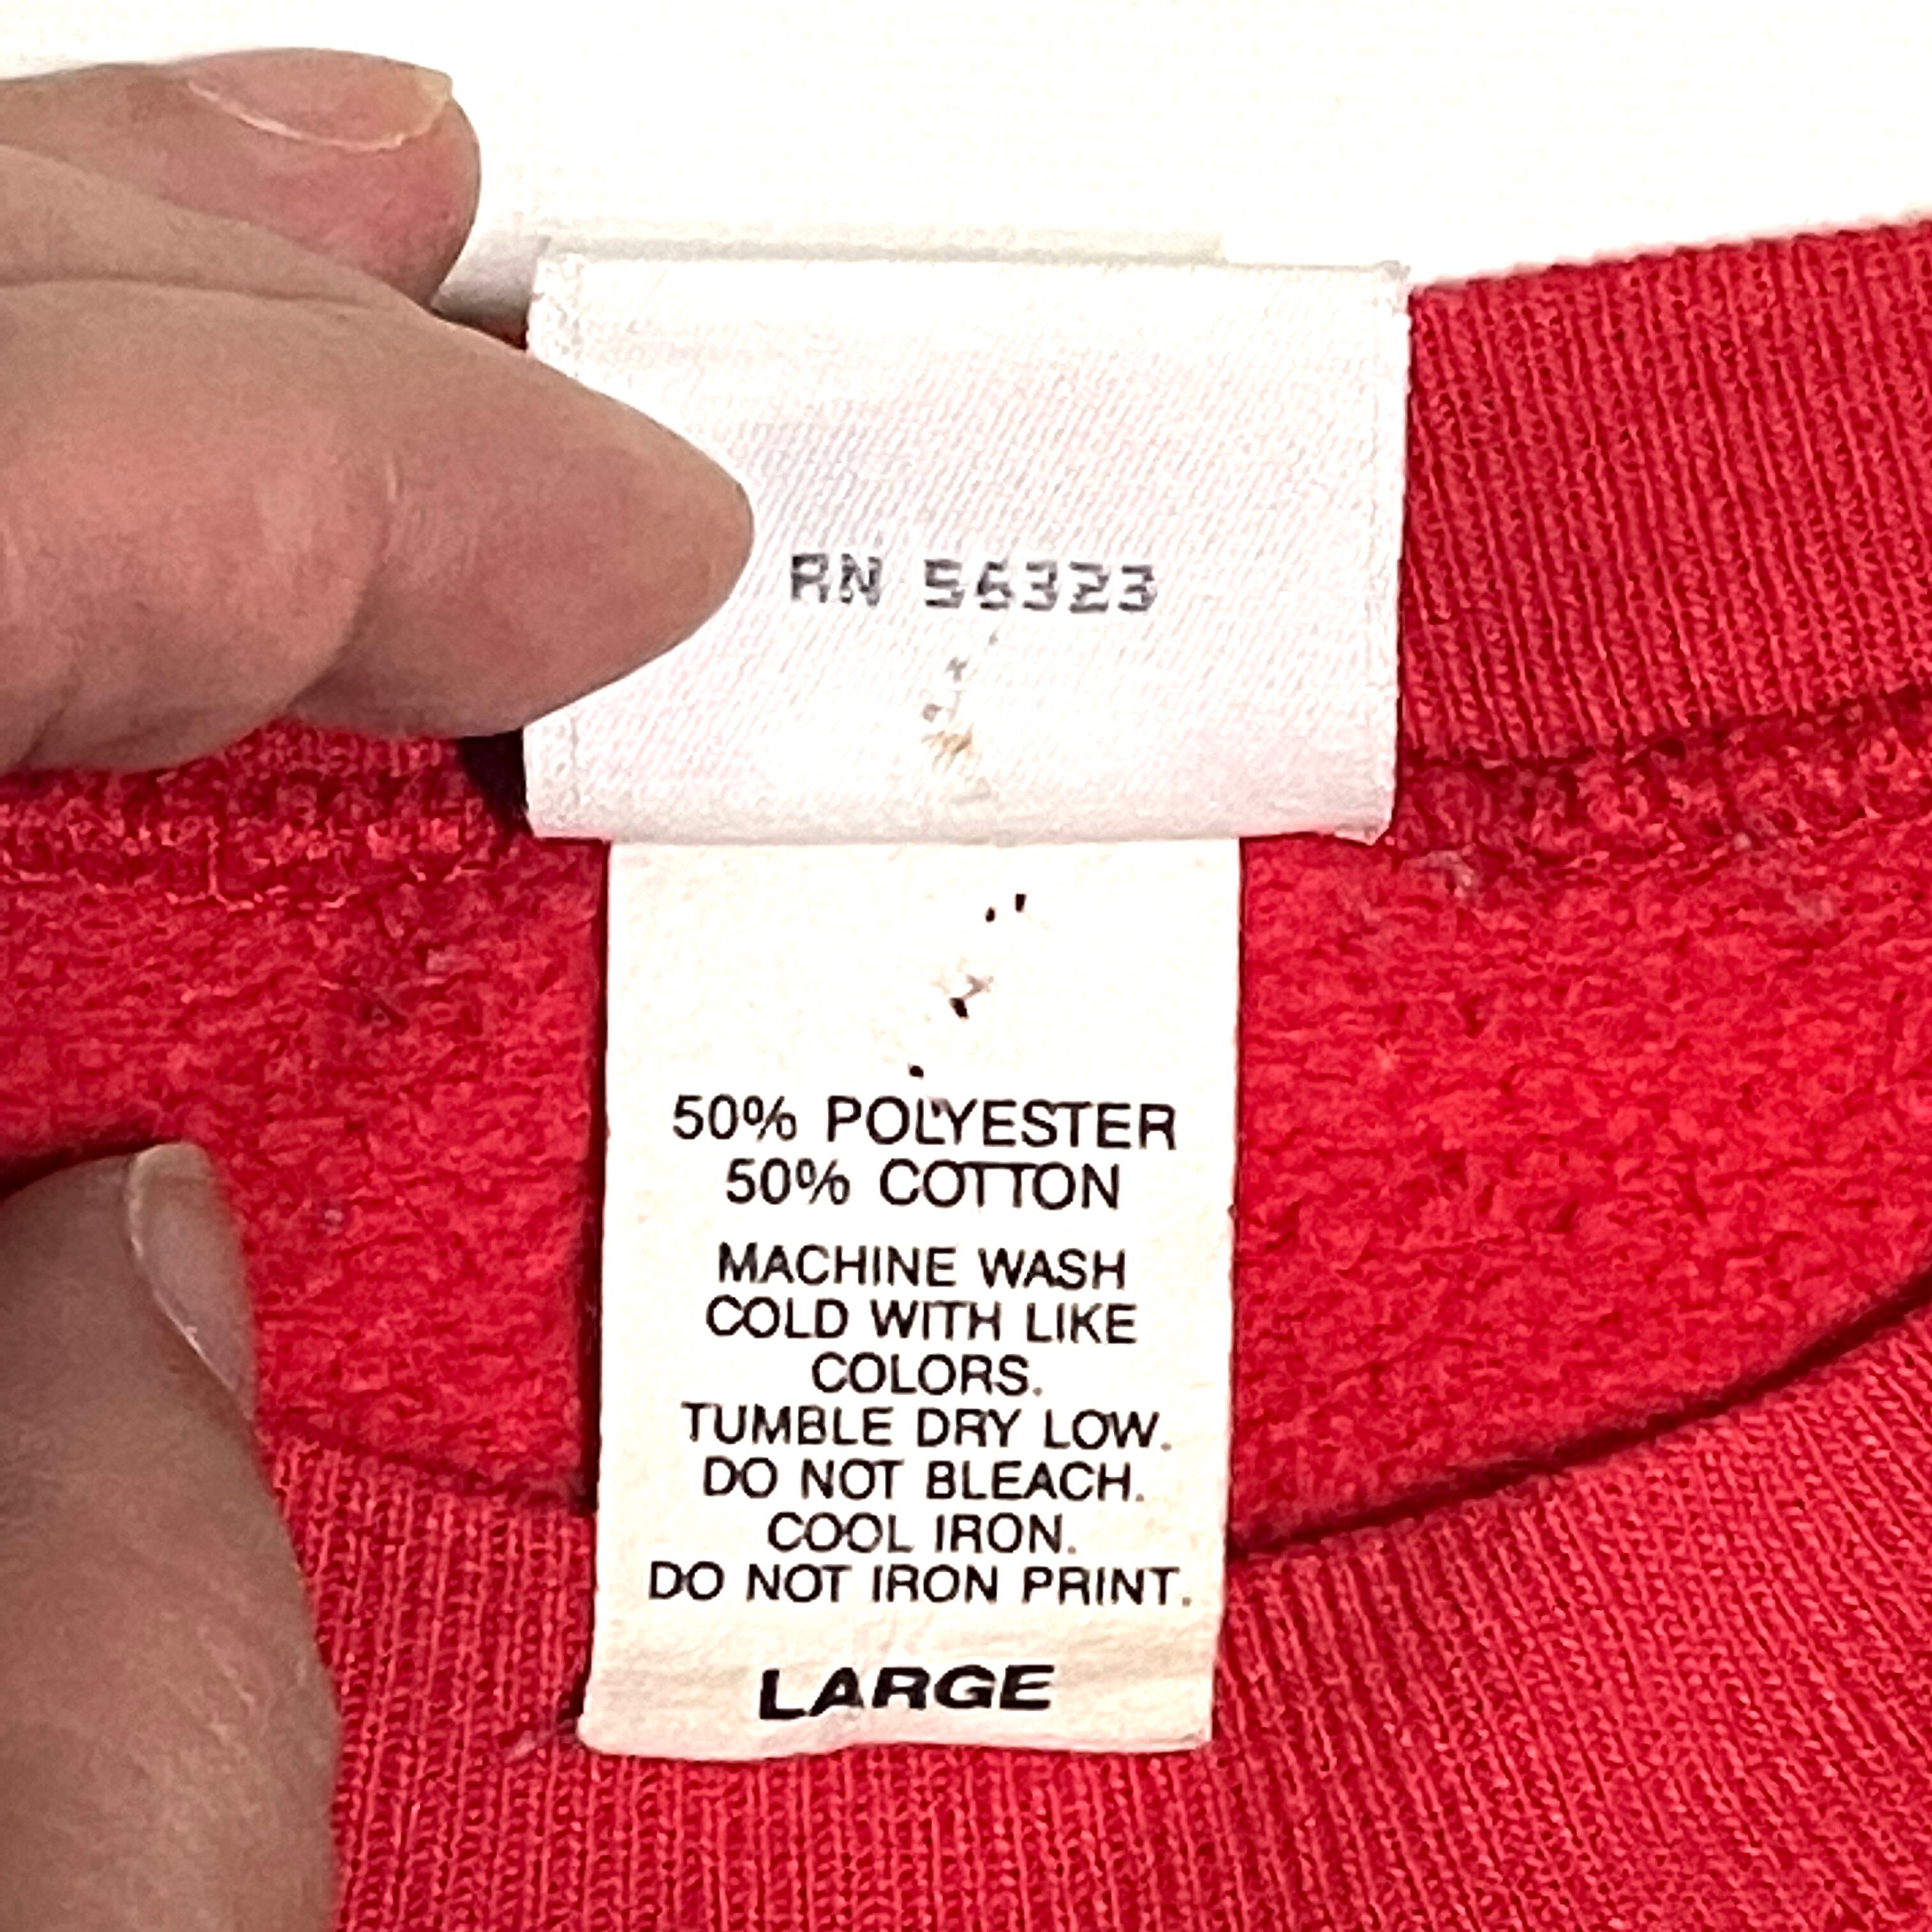 RN 56323
50% POLYESTER
50% COTTON
MACHINE WASH
COLD WITH LIKE
COLORS.
TUMBLE DRY LOW.
DO NOT BLEACH.
COOL IRON.
DO NOT IRON PRINT.
LARGE